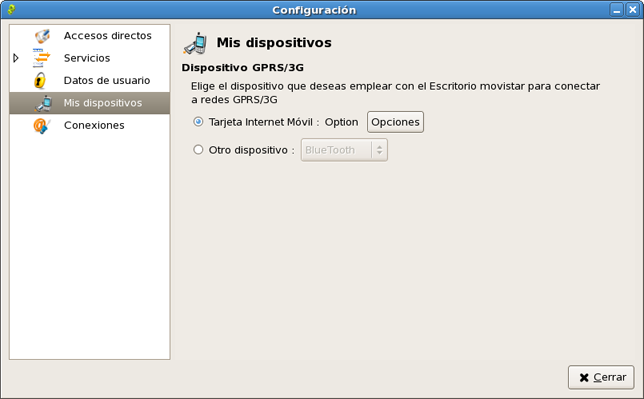 Configuración
Accesos directos
Servicios
Datos de usuario
Mis dispositivos
Conexiones
Mis dispositivos
Dispositivo GPRS/3G
Elige el dispositivo que deseas emplear con el Escritorio movistar para conectar
a redes GPRS/3G
Tarjeta Internet Móvil : Option Opciones
Otro dispositivo : BlueTooth
Cerrar